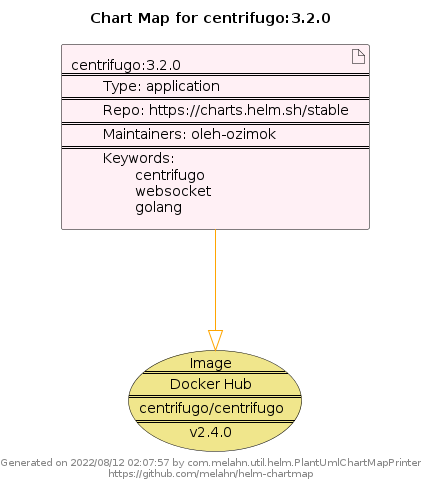 Chart Map for centrifugo:3.2.0
centrifugo:3.2.0
Type: application
Repo: https://charts.helm.sh/stable
Maintainers: oleh-ozimok
Keywords:
centrifugo
websocket
golang
Image
Docker Hub
centrifugo/centrifugo
v2.4.0
Generated on 2022/08/12 02:07:57 by com.melahn.util.helm.PlantUmlChartMapPrinter
https://github.com/melahn/helm-chartmap